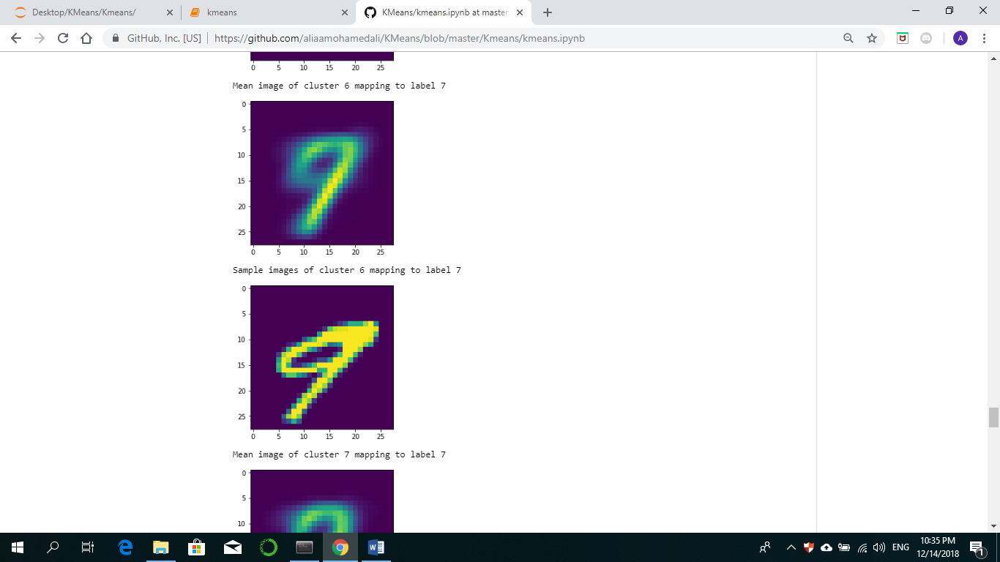 Desktop/KMeans/Kmeans/
kmeans
KMeans/kmeans.ipynb at master
GitHub, Inc. [US]
https://github.com/aliaamohamedali/KMeans/blob/master/Kmeans/kmeans.ipynb
A
0 5 10 15 20 25
Mean image of cluster 6 mapping to label 7
0
5
10
15
20
25
0 5 10 15 20 25
Sample images of cluster 6 mapping to label 7
0
5
10
15
20
25
0 5 10 15 20 25
Mean image of cluster 7 mapping to label 7
0
5
10
ENG
10:35 PM
12/14/2018
1